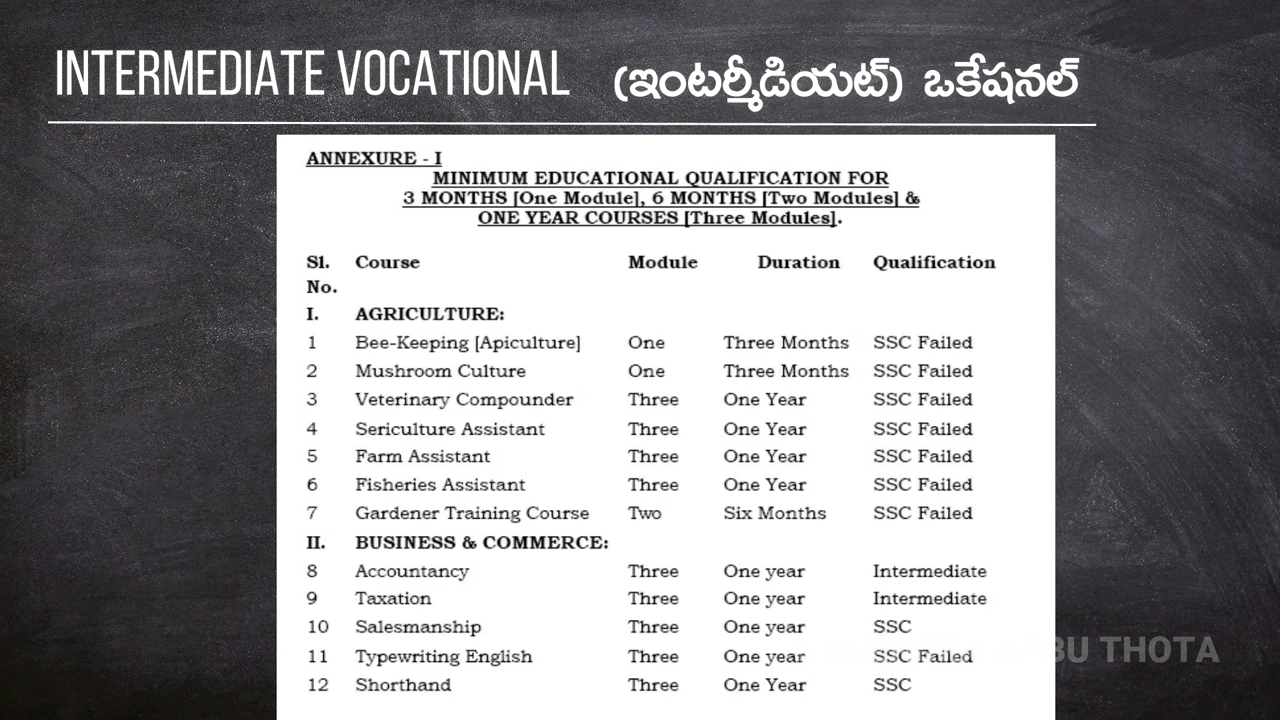 INTERMEDIATE VOCATIONAL (ఇంటర్మీడియట్) ఒకేషనల్
ANNEXURE - I
MINIMUM EDUCATIONAL QUALIFICATION FOR
3 MONTHS [One Module], 6 MONTHS [Two Modules] &
ONE YEAR COURSES [Three Modules].
Sl. No. Course Module Duration Qualification
I. AGRICULTURE:
1 Bee-Keeping [Apiculture] One Three Months SSC Failed
2 Mushroom Culture One Three Months SSC Failed
3 Veterinary Compounder Three One Year SSC Failed
4 Sericulture Assistant Three One Year SSC Failed
5 Farm Assistant Three One Year SSC Failed
6 Fisheries Assistant Three One Year SSC Failed
7 Gardener Training Course Two Six Months SSC Failed
II. BUSINESS & COMMERCE:
8 Accountancy Three One year Intermediate
9 Taxation Three One year Intermediate
10 Salesmanship Three One year SSC
11 Typewriting English Three One year SSC Failed
THOTA
12 Shorthand Three One Year SSC